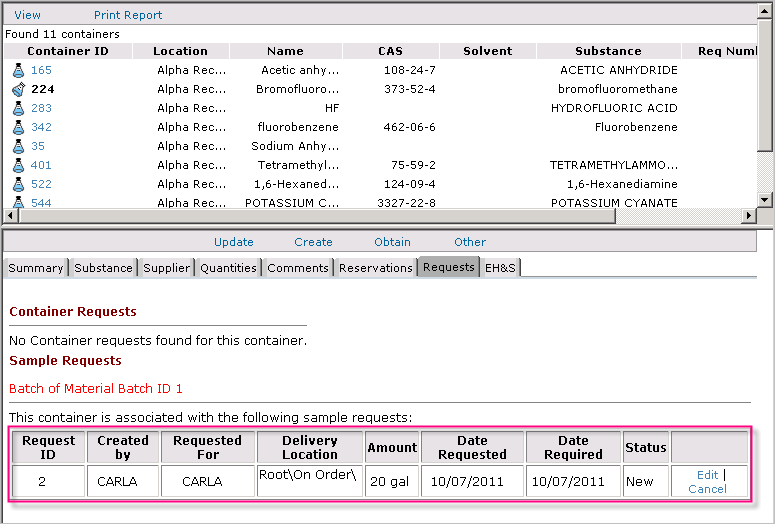 View Print Report
Found 11 containers
Container ID Location Name CAS Solvent Substance Req Num
165 Alpha Rec... Acetic anhy... 108-24-7 ACETIC ANHYDRIDE
224 Alpha Rec... Bromofluoro... 373-52-4 bromofluoromethane
283 Alpha Rec... HF HYDROFLUORIC ACID
342 Alpha Rec... fluorobenzene 462-06-6 Fluorobenzene
35 Alpha Rec... Sodium Anhy...
401 Alpha Rec... Tetramethyl... 75-59-2 TETRAMETHYLAMMO...
522 Alpha Rec... 1,6-Hexaned... 124-09-4 1,6-Hexanediamine
544 Alpha Rec... POTASSIUM C... 3327-22-8 POTASSIUM CYANATE
Update Create Obtain Other
Summary Substance Supplier Quantities Comments Reservations Requests EH&S
Container Requests
No Container requests found for this container.
Sample Requests
Batch of Material Batch ID 1
This container is associated with the following sample requests:
Request ID Created by Requested For Delivery Location Amount Date Requested Date Required Status
2 CARLA CARLA Root\On Order\ 20 gal 10/07/2011 10/07/2011 New Edit | Cancel